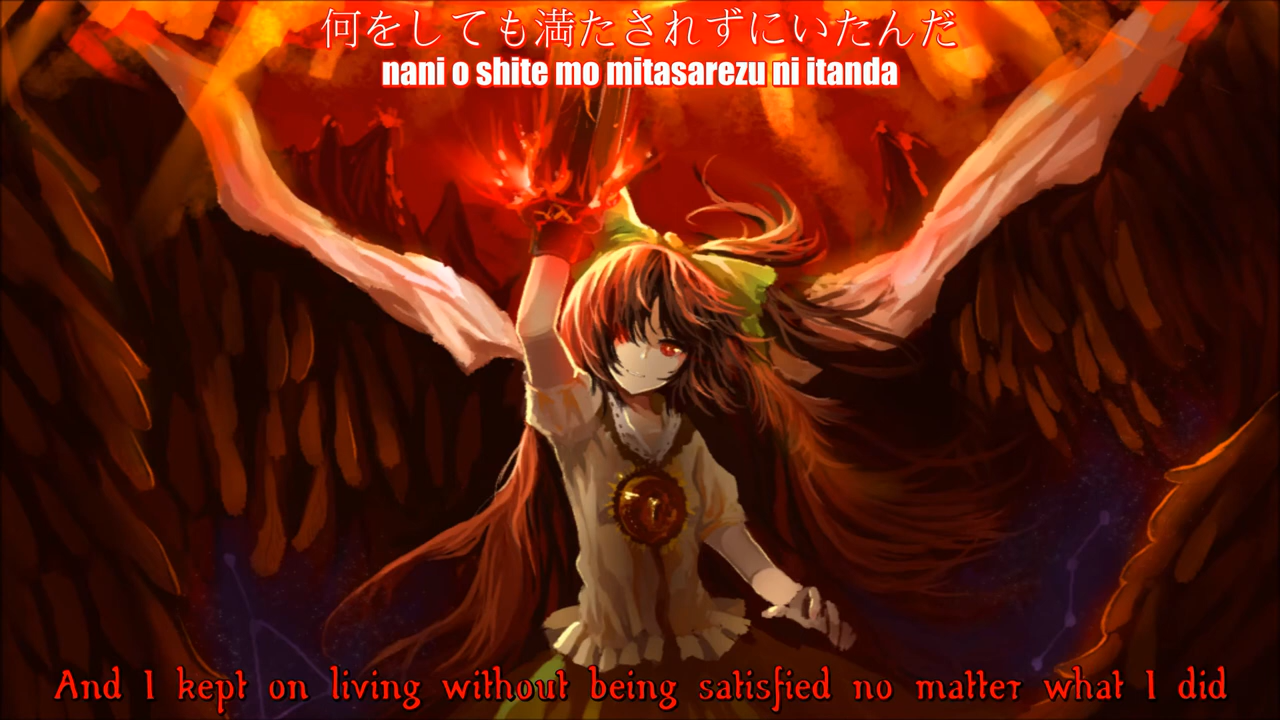 何をしても満たされずにいたんだ
nani o shite mo mitasarezu ni itanda
And I kept on living without being satisfied no matter what I did